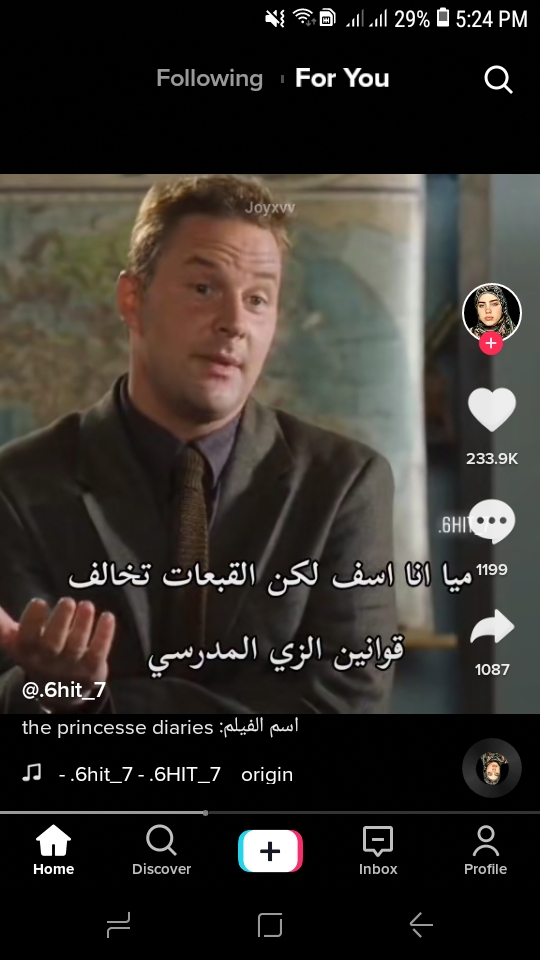 29% 5:24 PM
Following For You
Joyxvv
233.9K
.6HIT
ميا انا اسف لكن القبعات تخالف
1199
قوانين الزي المدرسي
1087
@.6hit_7
the princesse diaries :اسم الفيلم
- .6hit_7 - .6HIT_7 origin
Home
Discover
Inbox
Profile